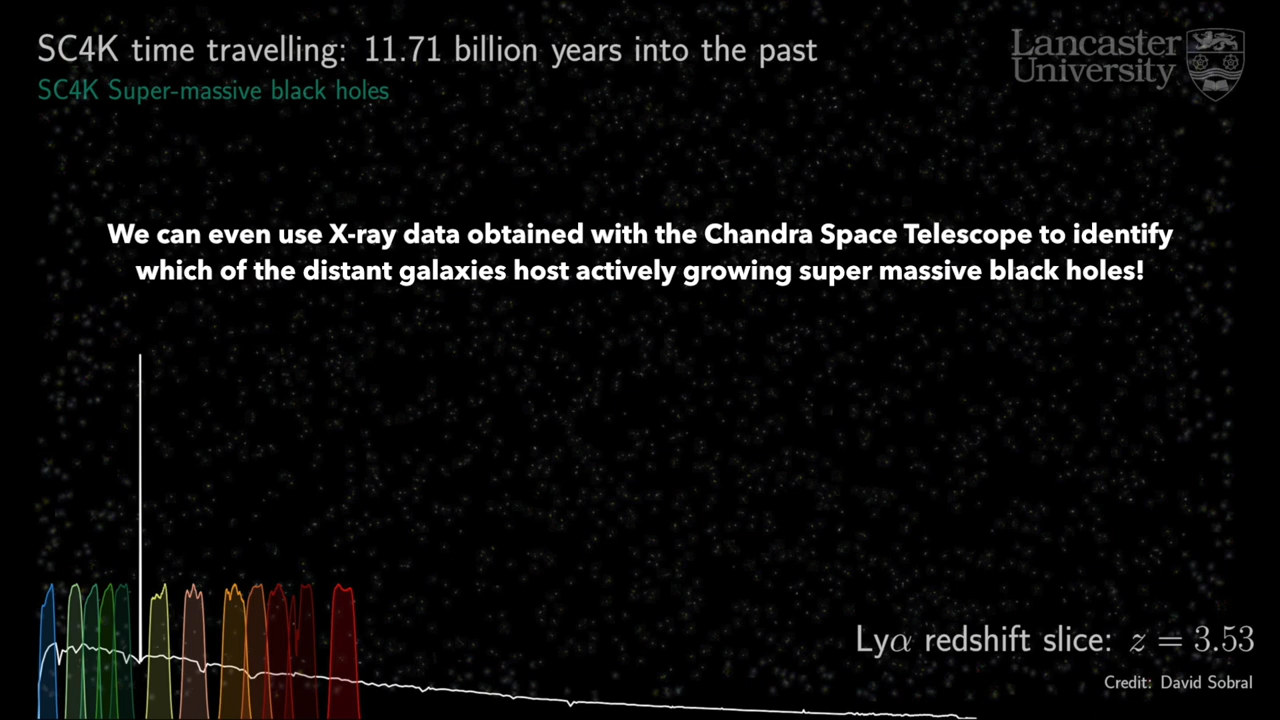 SC4K time travelling: 11.71 billion years into the past
SC4K Super-massive black holes
Lancaster
University
We can even use X-ray data obtained with the Chandra Space Telescope to identify
which of the distant galaxies host actively growing super massive black holes!
Lyα redshift slice: z = 3.53
Credit: David Sobral